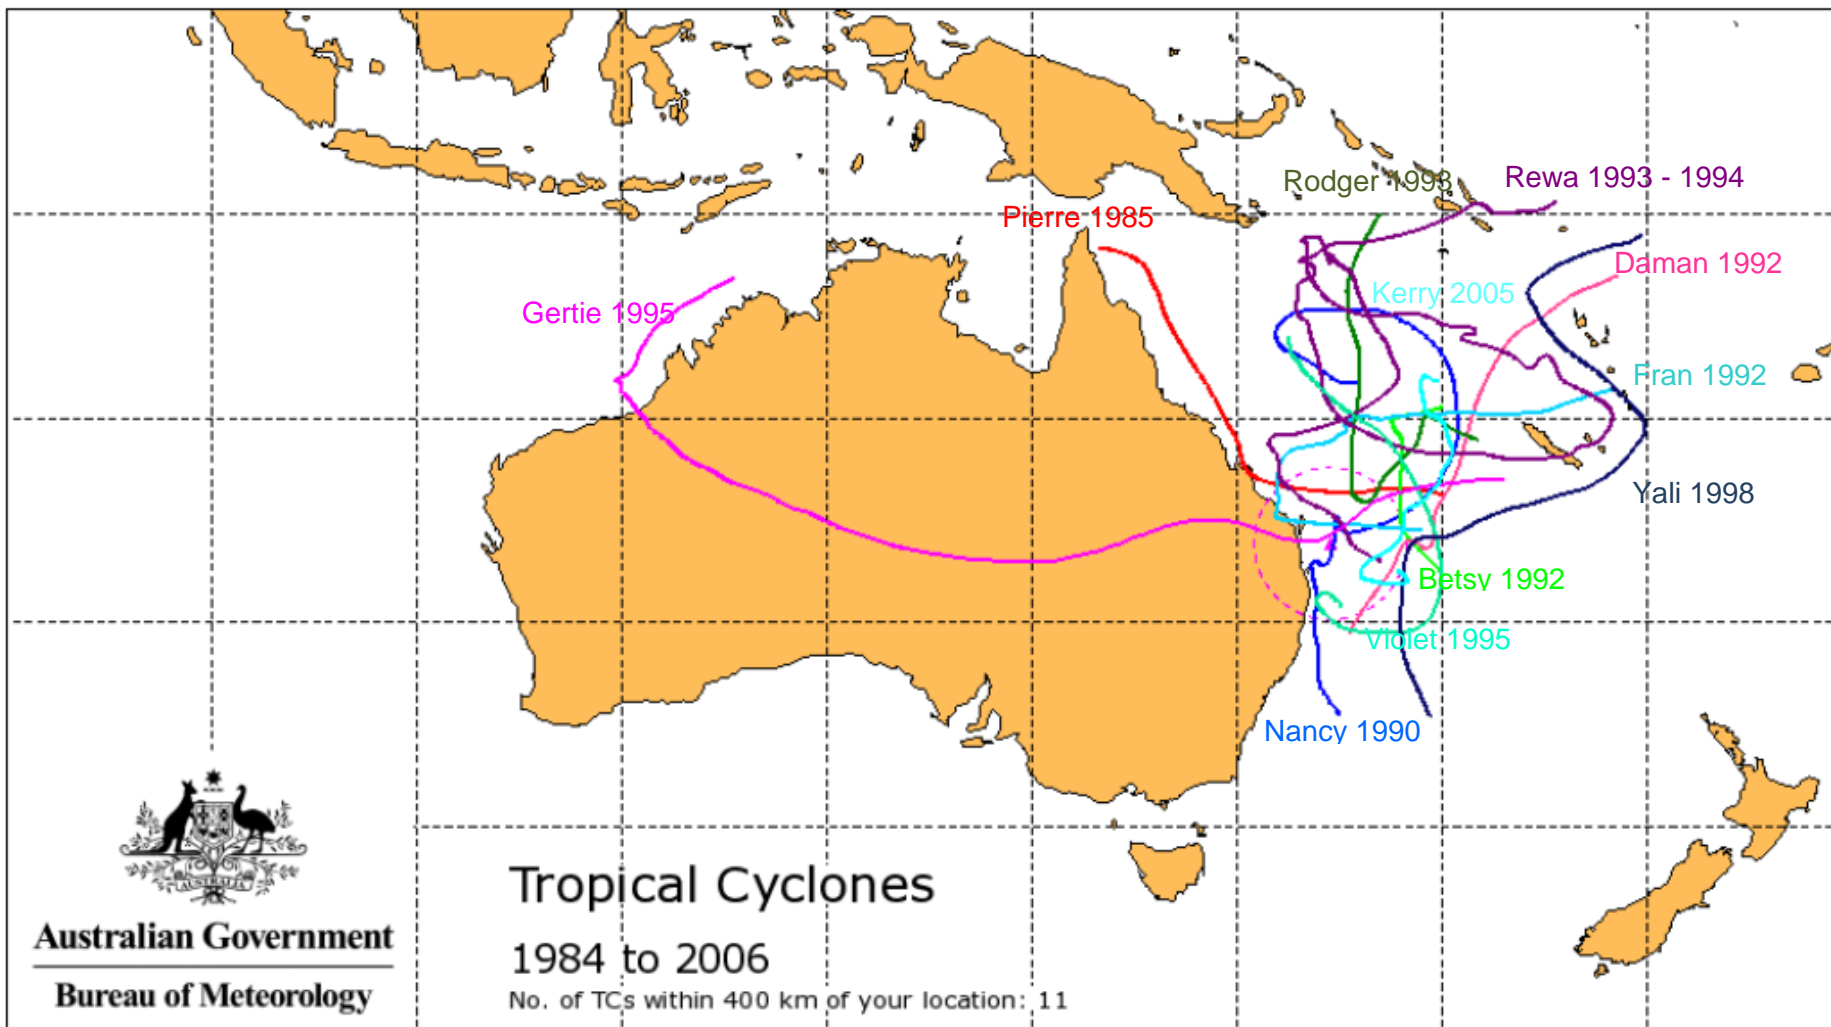 Rodger 1993
Rewa 1993 - 1994
Pierre 1985
Daman 1992
Gertie 1995
Kerry 2005
Fran 1992
Yali 1998
Betsy 1992
Violet 1995
Nancy 1990
AUSTRALIA
Australian Government
Bureau of Meteorology
Tropical Cyclones
1984 to 2006
No. of TCs within 400 km of your location: 11